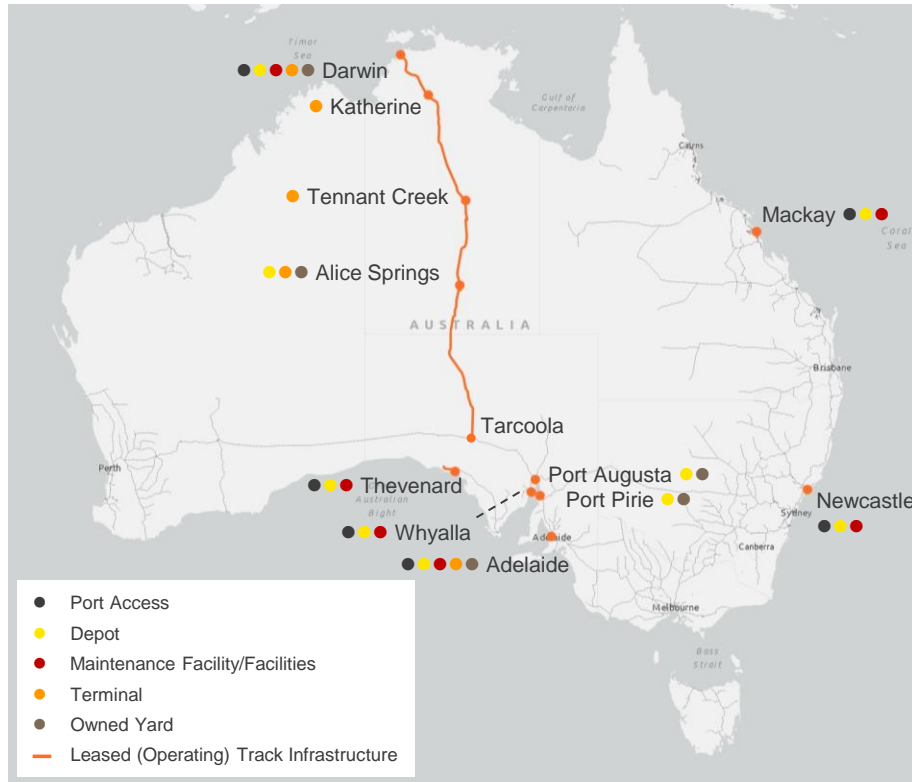 Timor
Sea
Darwin
Katherine
Gulf of
Carpentaria
Cairns
Tennant Creek
Mackay
Coral
Sea
Alice Springs
AUSTRALIA
Brisbane
Tarcoola
Perth
Port Augusta
Thevenard
Port Pirie
Newcastle
Australian
Bight
Sydney
Whyalla
Adelaide
Canberra
Adelaide
Port Access
Depot
Melbourne
Maintenance Facility/Facilities
Bass
Strait
Terminal
Owned Yard
Leased (Operating) Track Infrastructure